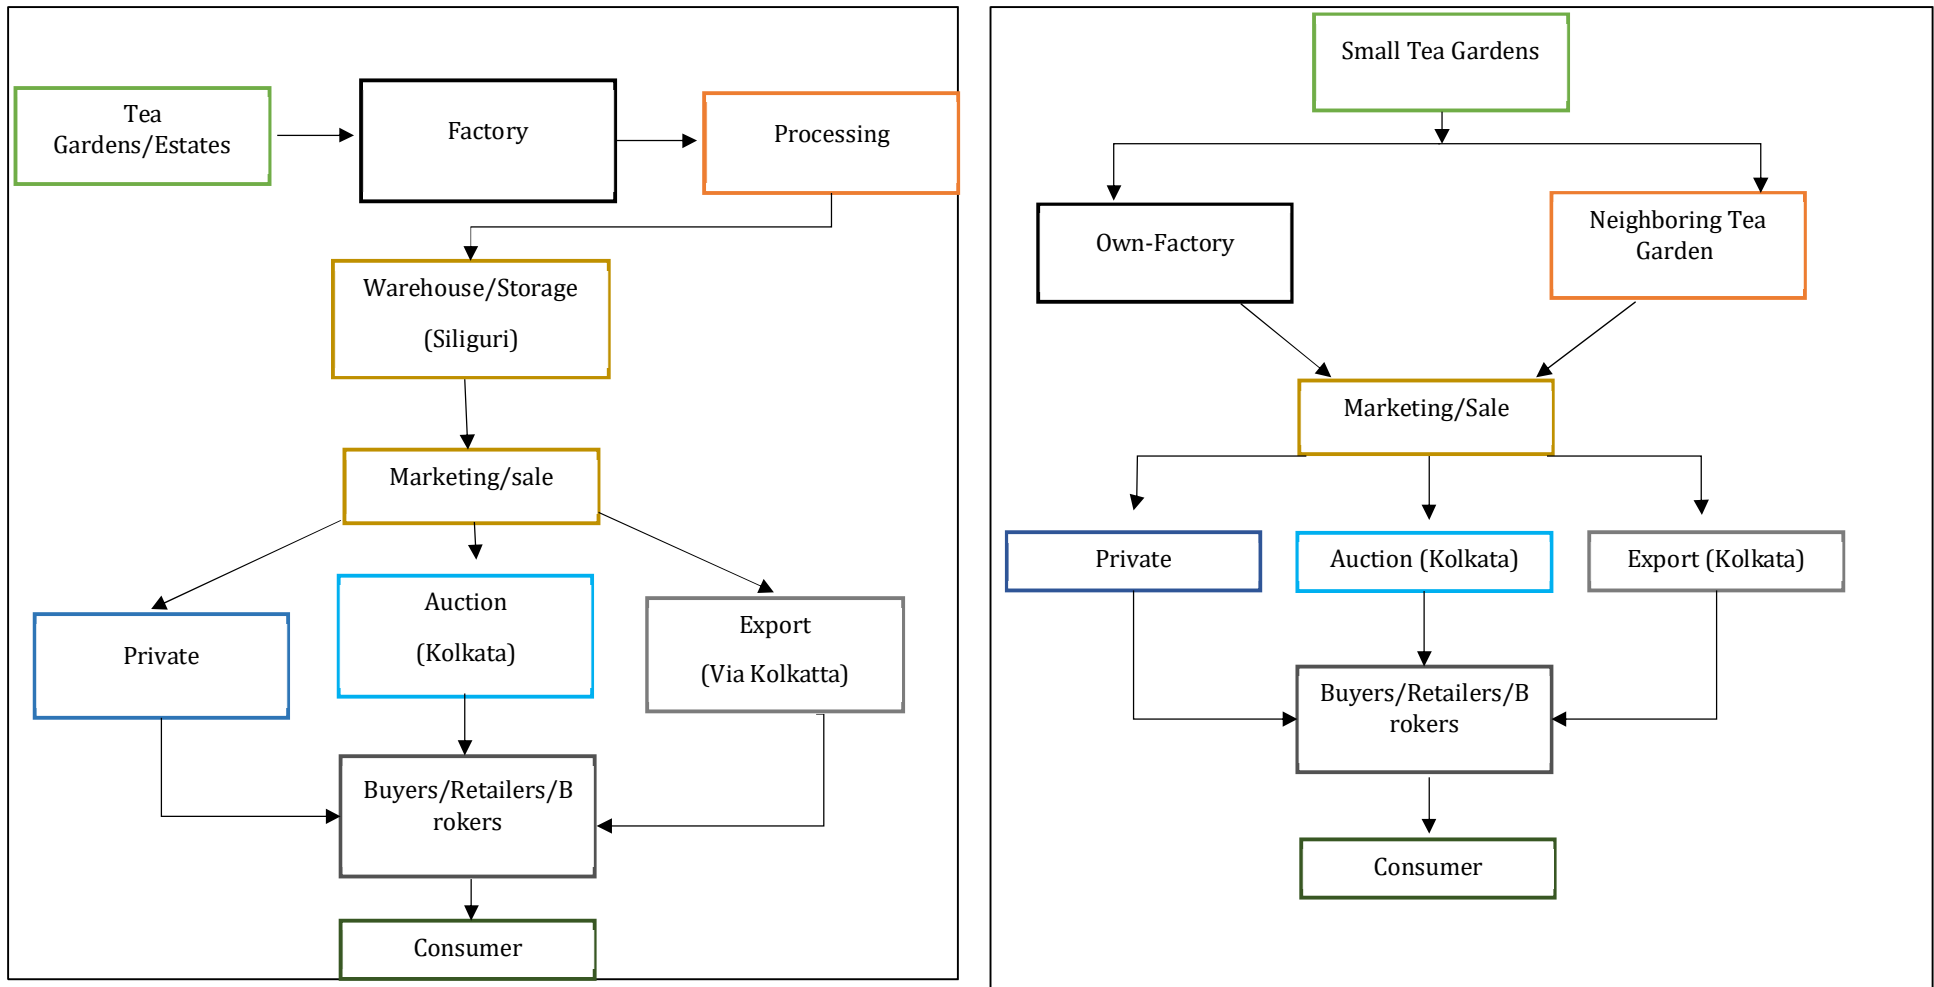 Tea
Gardens/Estates
Factory
Processing
Warehouse/Storage
(Siliguri)
Marketing/sale
Private
Auction
(Kolkata)
Export
(Via Kolkatta)
Buyers/Retailers/B
rokers
Consumer
Small Tea Gardens
Own-Factory
Neighboring Tea
Garden
Marketing/Sale
Private
Auction (Kolkata)
Export (Kolkata)
Buyers/Retailers/B
rokers
Consumer